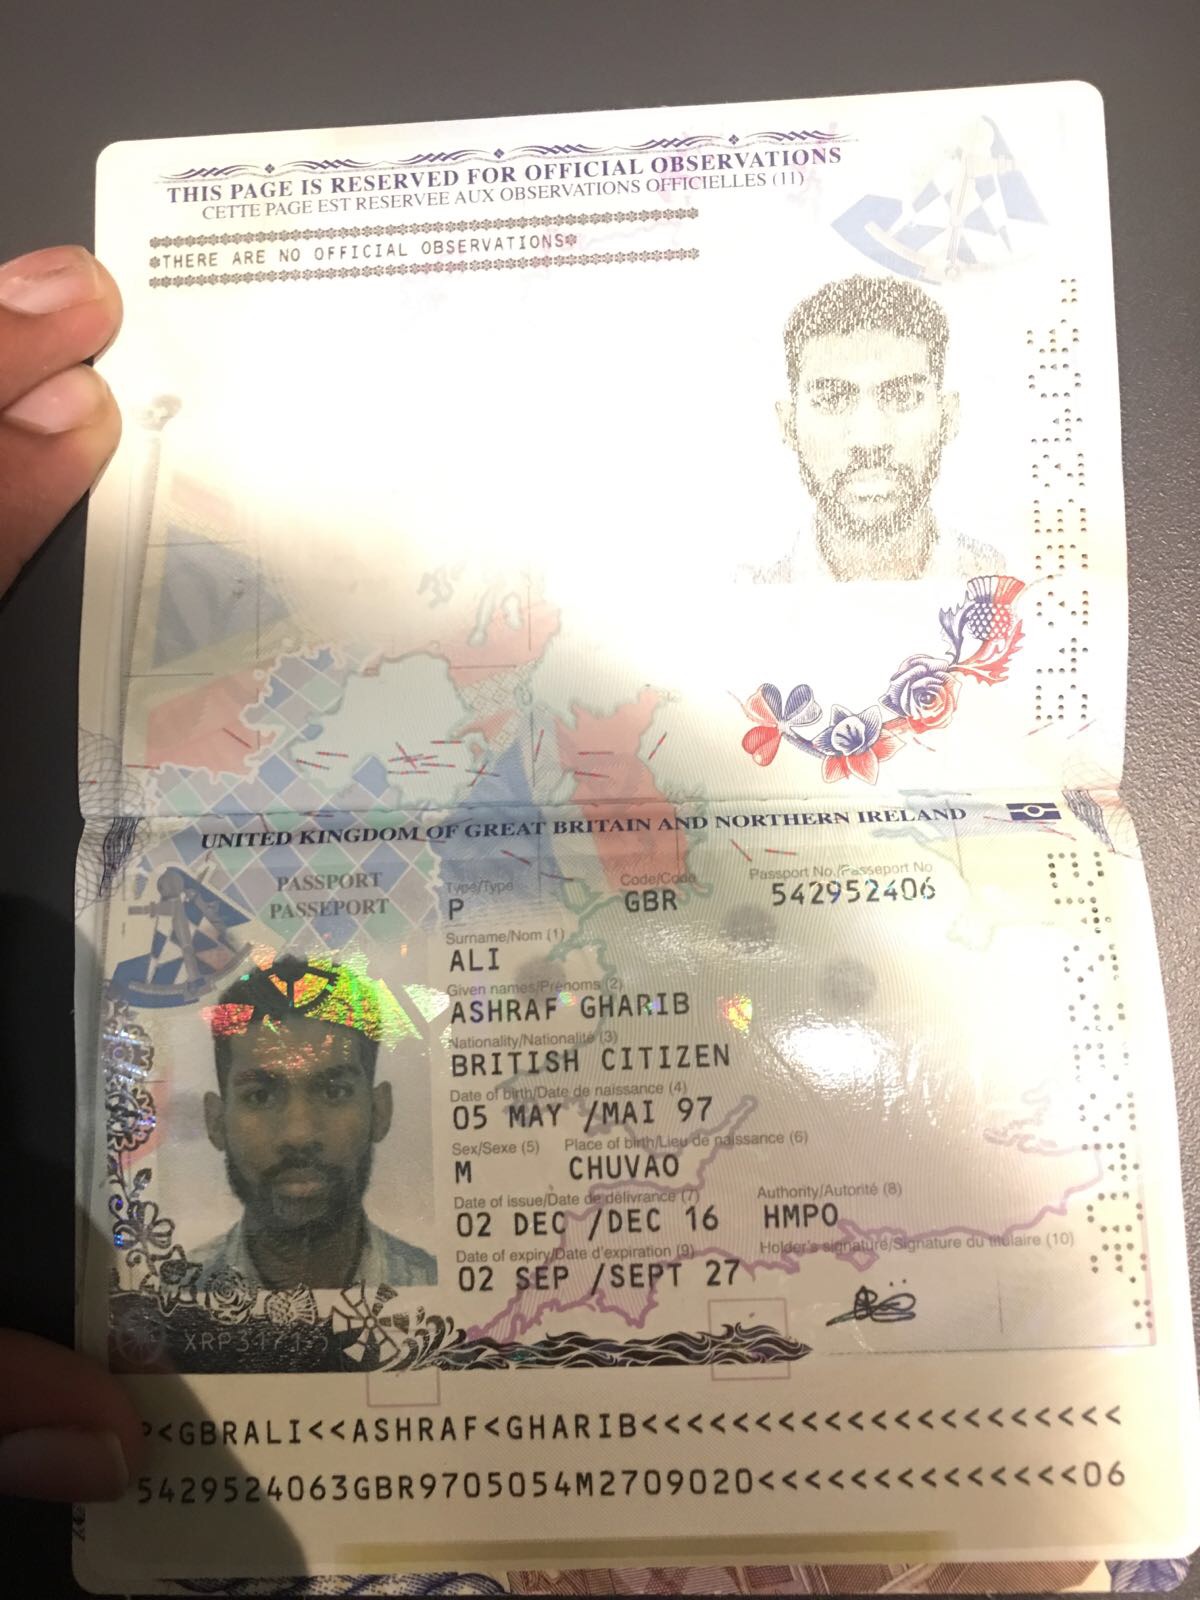 THIS PAGE IS RESERVED FOR OFFICIAL OBSERVATIONS
CETTE PAGE EST RESERVEE AUX OBSERVATIONS OFFICIELLES (11)
*THERE ARE NO OFFICIAL OBSERVATIONS*
UNITED KINGDOM OF GREAT BRITAIN AND NORTHERN IRELAND
PASSPORT
PASSEPORT
Type/Type Code/Code Passport No./Passeport No
P GBR 542952406
Surname/Nom (1)
ALI
Given names/Prénoms (2)
ASHRAF GHARIB
Nationality/Nationalité (3)
BRITISH CITIZEN
Date of birth/Date de naissance (4)
05 MAY /MAI 97
Sex/Sexe (5) Place of birth/Lieu de naissance (6)
M CHUVAO
Date of issue/Date de délivrance (7) Authority/Autorité (8)
02 DEC /DEC 16 HMPO
Date of expiry/Date d'expiration (9) Holder's signature/Signature du titulaire (10)
02 SEP /SEPT 27
P<GBRALI<<ASHRAF<GHARIB<<<<<<<<<<<<<<<<<<<<<
5429524063GBR9705054M2709020<<<<<<<<<<<<<<06